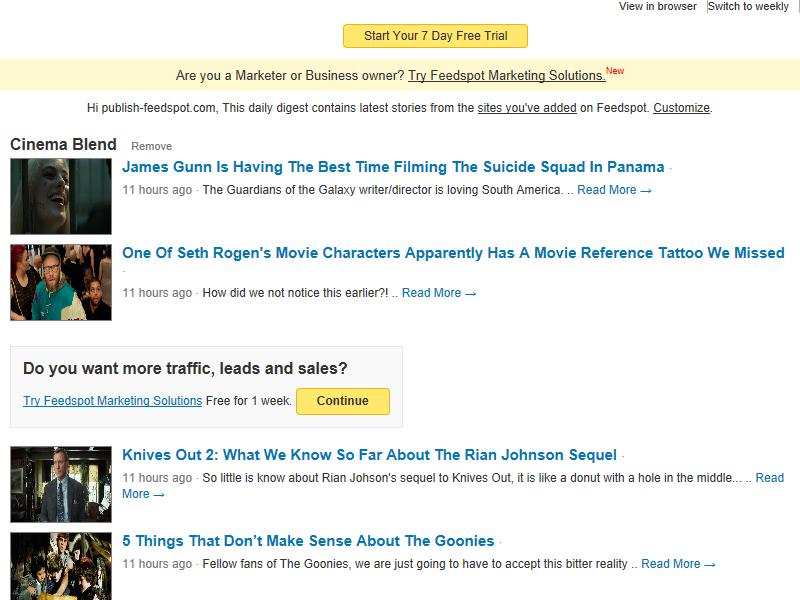 View in browser | Switch to weekly |
Start Your 7 Day Free Trial
Are you a Marketer or Business owner? Try Feedspot Marketing Solutions. New
Hi publish-feedspot.com, This daily digest contains latest stories from the sites you've added on Feedspot. Customize.
Cinema Blend Remove
James Gunn Is Having The Best Time Filming The Suicide Squad In Panama ·
11 hours ago · The Guardians of the Galaxy writer/director is loving South America. .. Read More →
One Of Seth Rogen's Movie Characters Apparently Has A Movie Reference Tattoo We Missed
·
11 hours ago · How did we not notice this earlier?! .. Read More →
Do you want more traffic, leads and sales?
Try Feedspot Marketing Solutions Free for 1 week. Continue
Knives Out 2: What We Know So Far About The Rian Johnson Sequel ·
11 hours ago · So little is know about Rian Johson's sequel to Knives Out, it is like a donut with a hole in the middle... .. Read
More →
5 Things That Don’t Make Sense About The Goonies ·
11 hours ago · Fellow fans of The Goonies, we are just going to have to accept this bitter reality .. Read More →